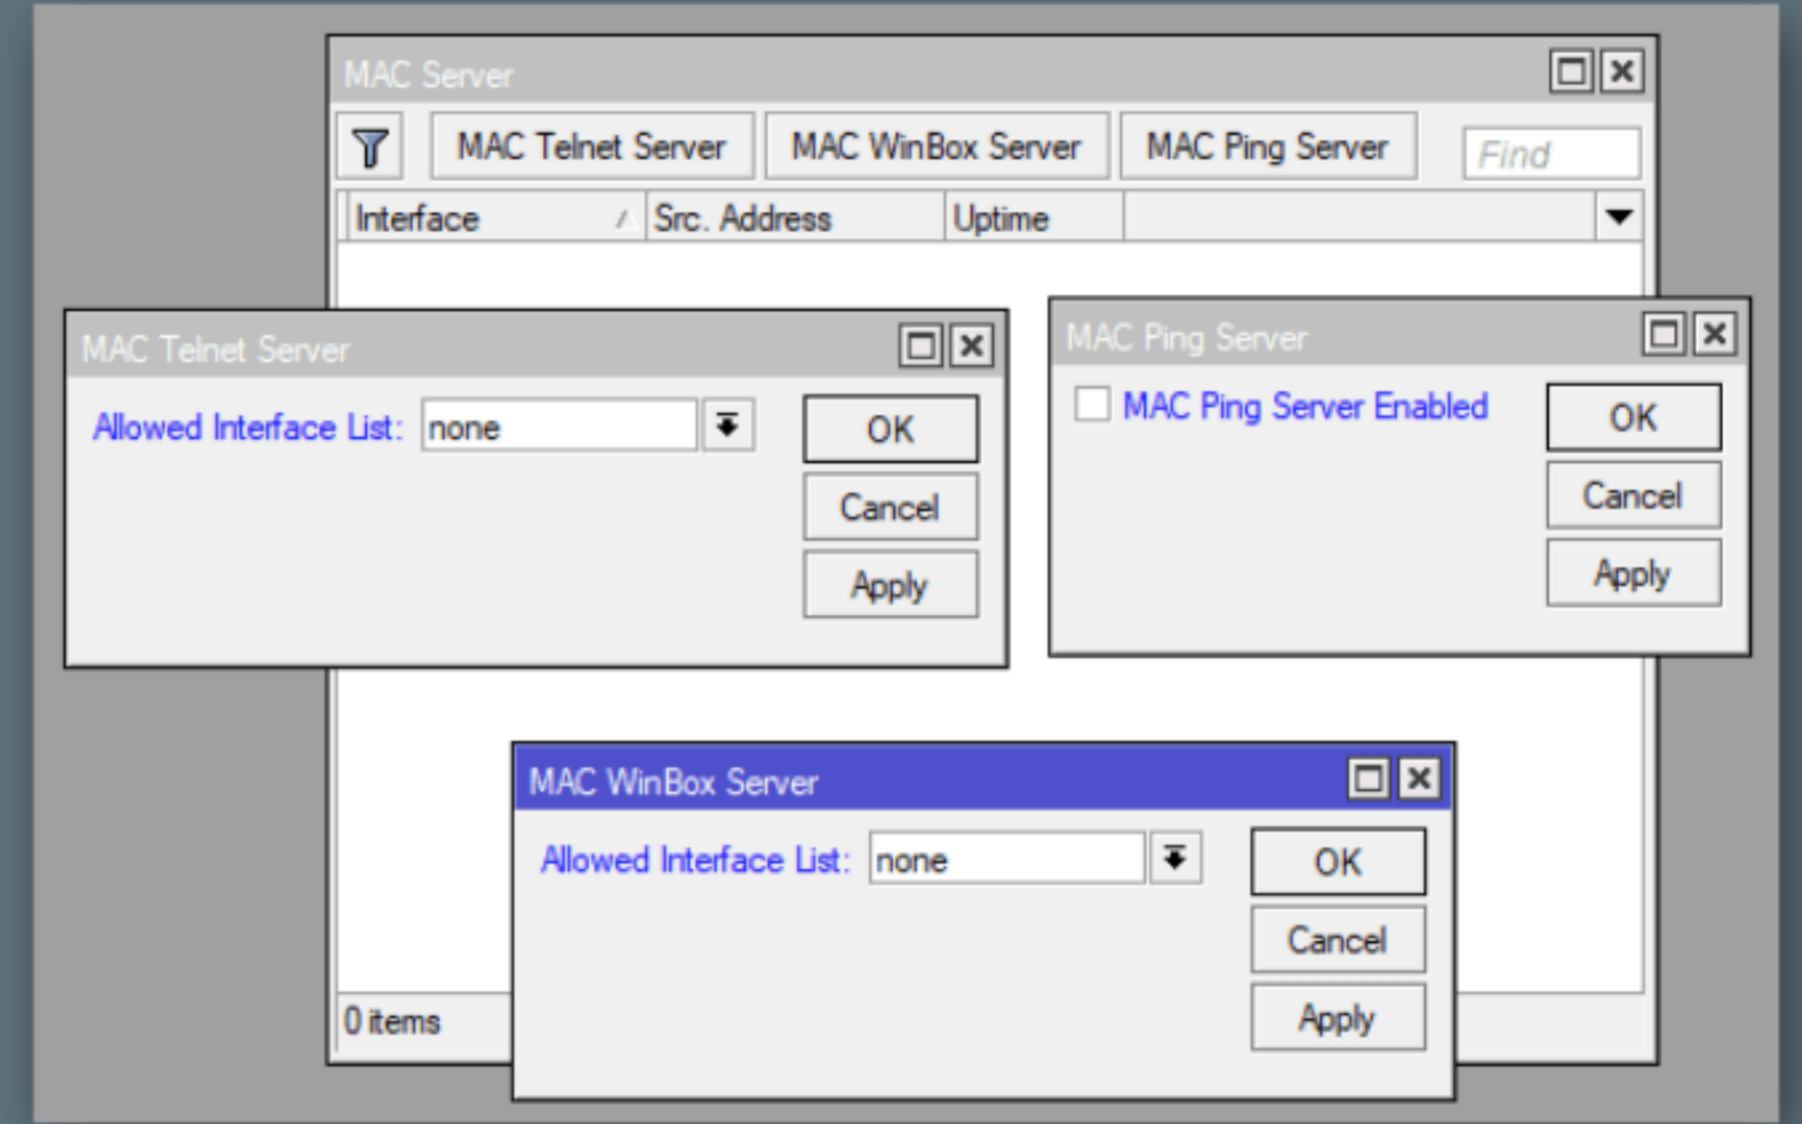 MAC Server
MAC Telnet Server MAC WinBox Server MAC Ping Server Find
Interface Src. Address Uptime
MAC Telnet Server
Allowed Interface List: none
OK
Cancel
Apply
MAC Ping Server
MAC Ping Server Enabled
OK
Cancel
Apply
MAC WinBox Server
Allowed Interface List: none
OK
Cancel
Apply
0 items